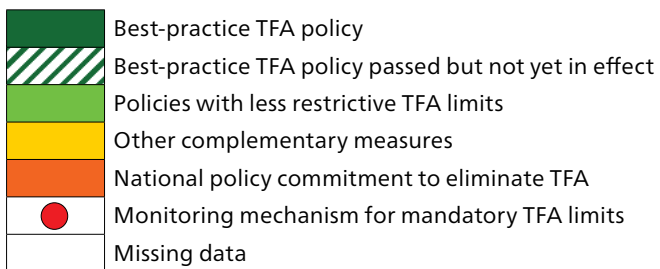 Best-practice TFA policy
Best-practice TFA policy passed but not yet in effect
Policies with less restrictive TFA limits
Other complementary measures
National policy commitment to eliminate TFA
Monitoring mechanism for mandatory TFA limits
Missing data